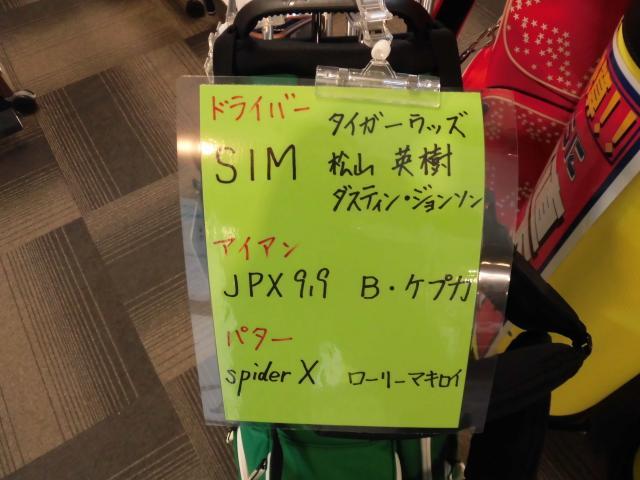 ドライバー
タイガーウッズ
SIM 松山 英樹
ダスティン・ジョンソン
アイアン
JPX 919 B・ケプカ
パター
spider X ローリーマキロイ